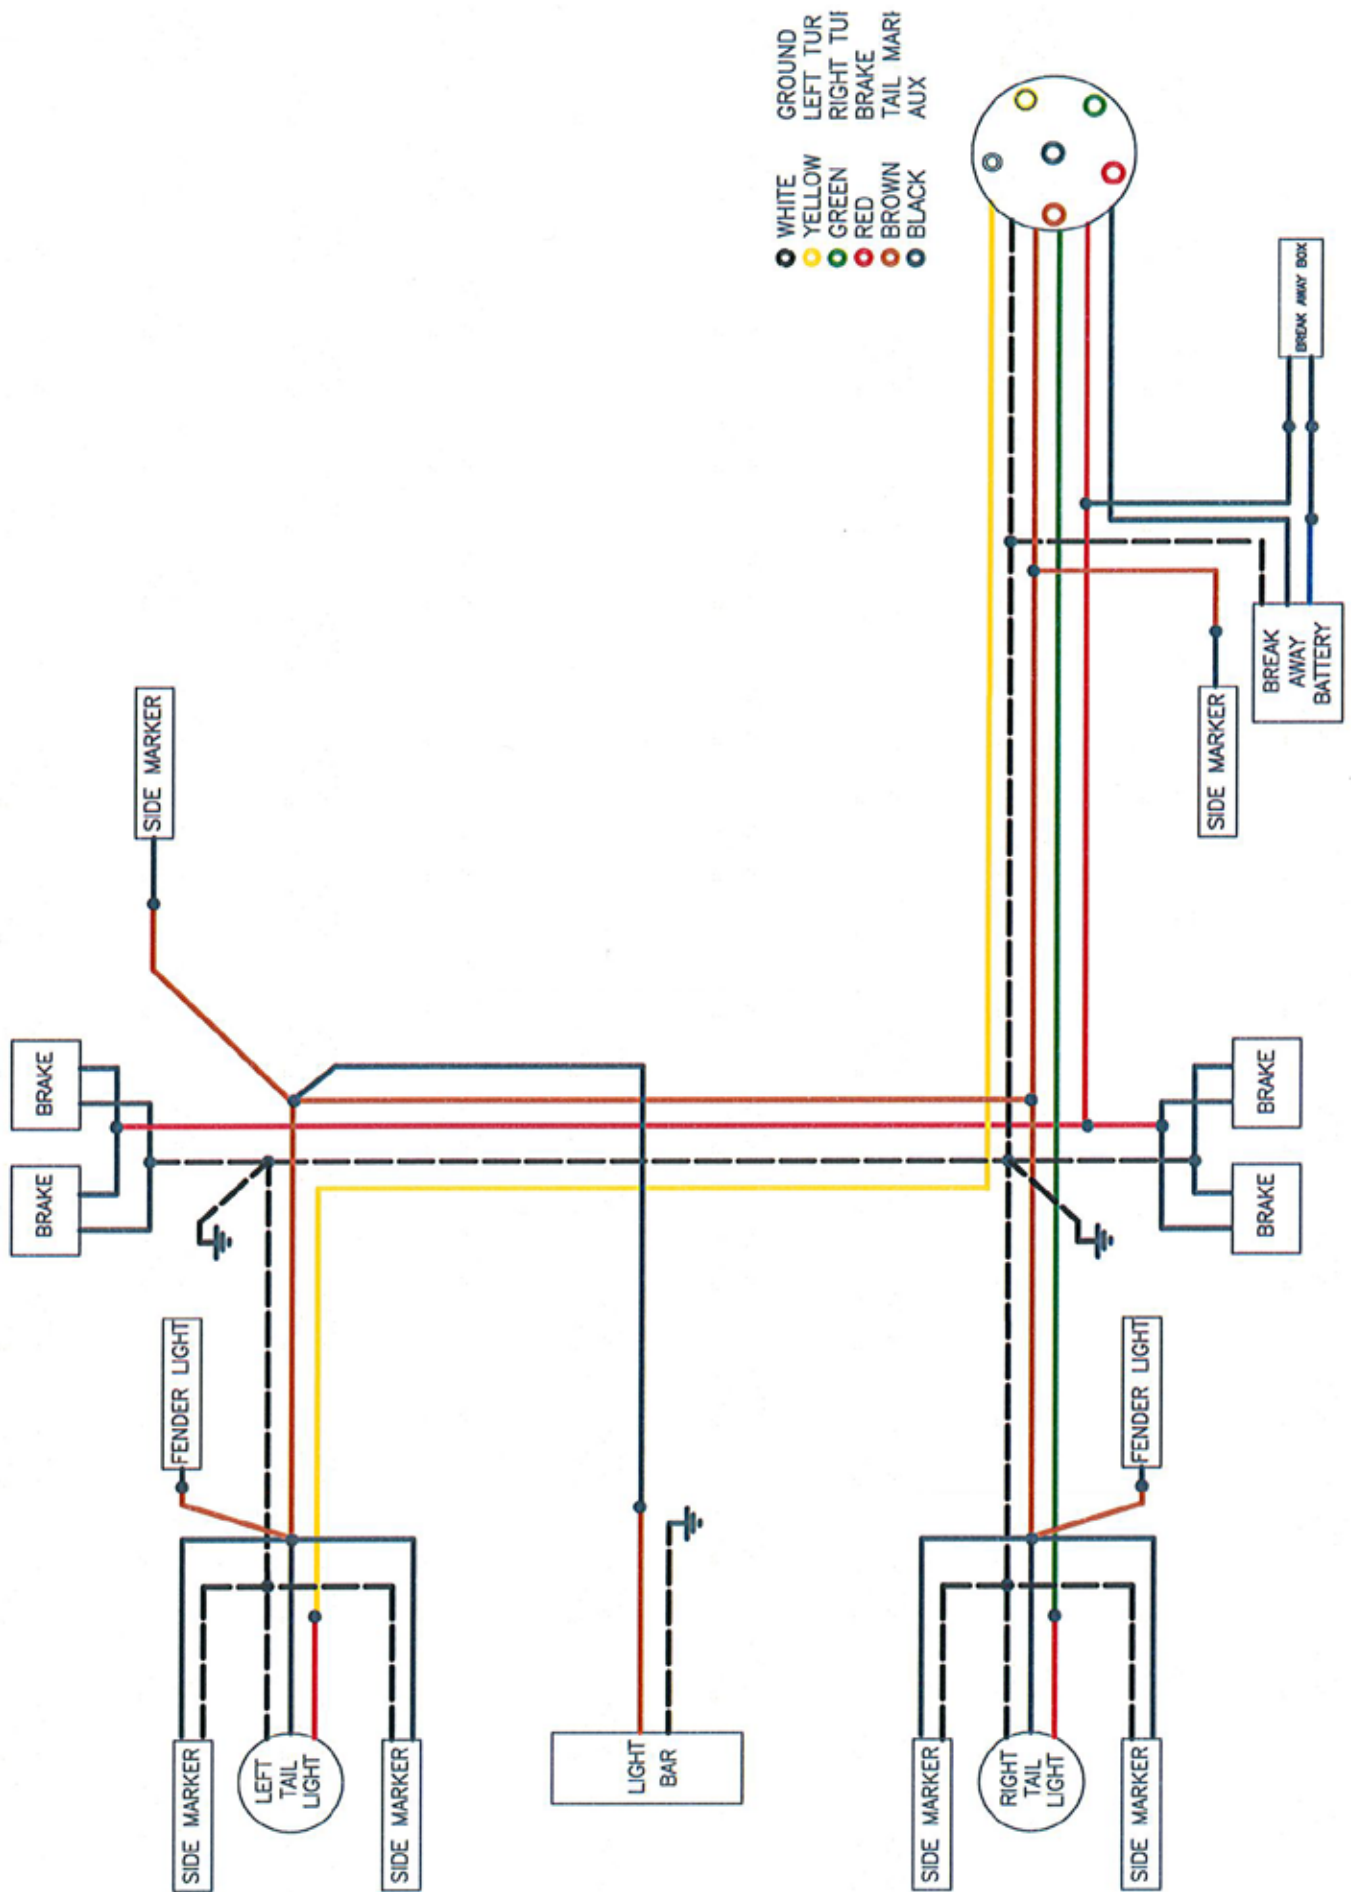 BRAKE
BRAKE
SIDE MARKER
FENDER LIGHT
SIDE MARKER
LEFT
TAIL
LIGHT
SIDE MARKER
LIGHT
BAR
WHITE GROUND
YELLOW LEFT TUR
GREEN RIGHT TU
RED BRAKE
BROWN TAIL MAR
BLACK AUX
SIDE MARKER
RIGHT
TAIL
LIGHT
SIDE MARKER
FENDER LIGHT
SIDE MARKER
BRAKE
BRAKE
BREAK
AWAY
BATTERY
BREAK AWAY BOX